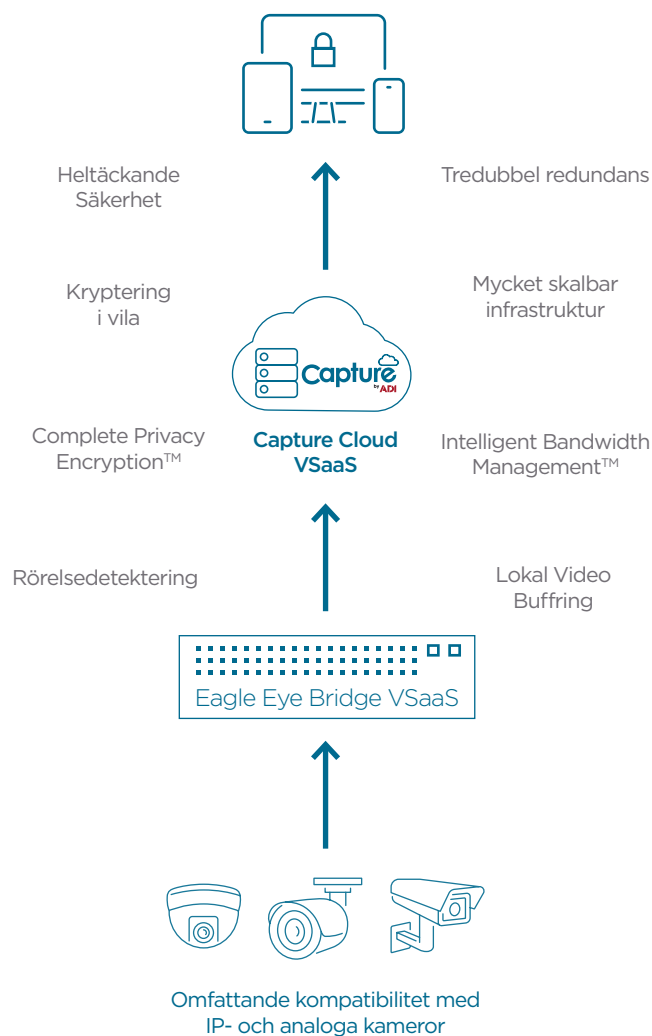 Heltäckande
Säkerhet
Tredubbel redundans
Kryptering
i vila
Mycket skalbar
infrastruktur
Capture
by ADI
Capture Cloud
VSaaS
Complete Privacy
Encryption™
Intelligent Bandwidth
Management™
Rörelsedetektering
Lokal Video
Buffring
Eagle Eye Bridge VSaaS
Omfattande kompatibilitet med
IP- och analoga kameror